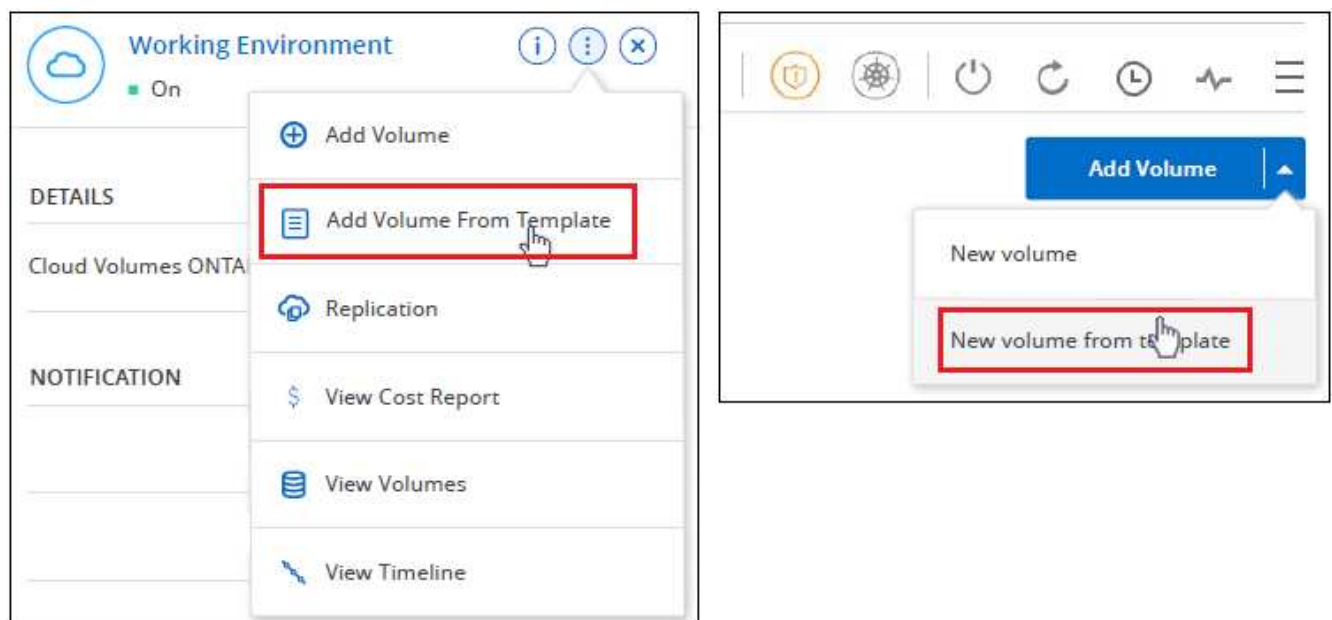 Working Environment
On
Add Volume
DETAILS
Add Volume From Template
Cloud Volumes ONTA
Replication
NOTIFICATION
$ View Cost Report
View Volumes
View Timeline
Add Volume
New volume
New volume from template